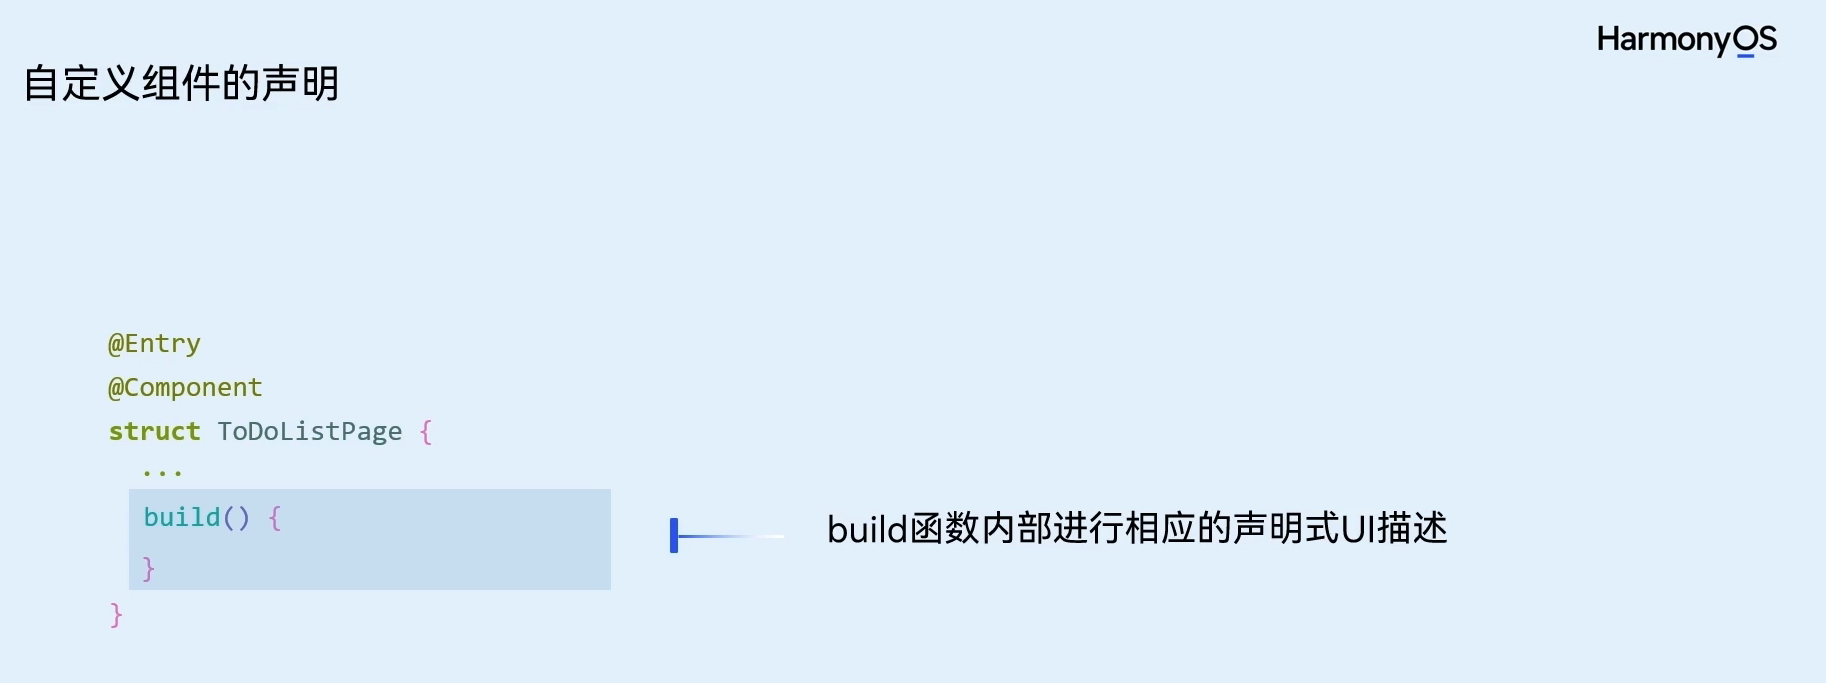 HarmonyOS
自定义组件的声明
@Entry
@Component
struct ToDoListPage {
...
build() {
}
}
build函数内部进行相应的声明式UI描述